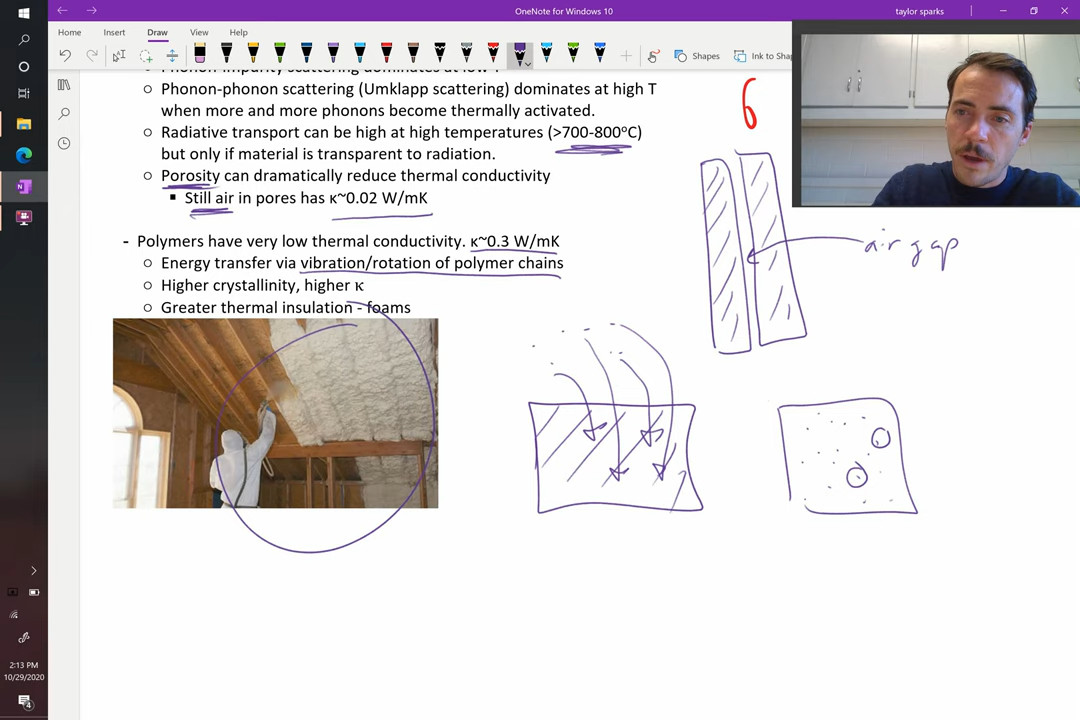 OneNote for Windows 10
taylor sparks
Home
Insert
Draw
View
Help
Shapes
Ink to Shap
Phonon-phonon scattering (Umklapp scattering) dominates at high T
when more and more phonons become thermally activated.
Radiative transport can be high at high temperatures (>700-800°C)
but only if material is transparent to radiation.
Porosity can dramatically reduce thermal conductivity
Still air in pores has κ~0.02 W/mK
- Polymers have very low thermal conductivity. κ~0.3 W/mK
Energy transfer via vibration/rotation of polymer chains
Higher crystallinity, higher κ
Greater thermal insulation - foams
6
air gap
2:13 PM
10/29/2020
4